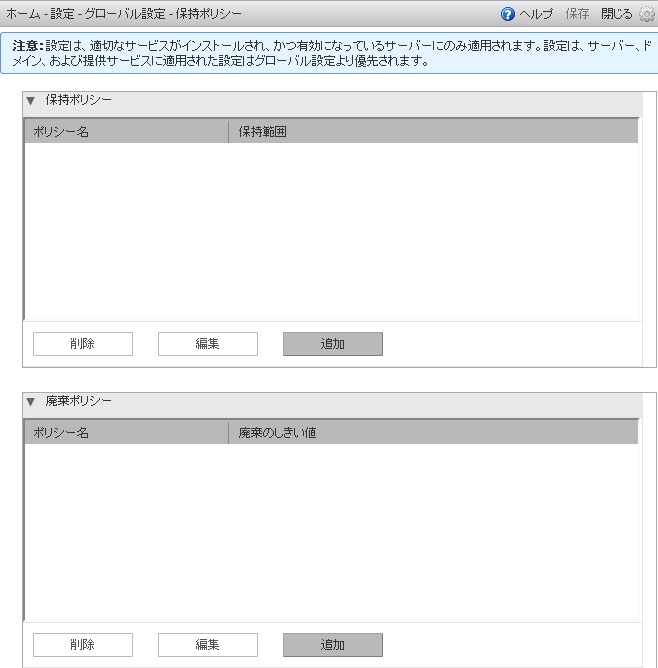 ホーム - 設定 - グローバル設定 - 保持ポリシー
ヘルプ 保存 閉じる
注意: 設定は、適切なサービスがインストールされ、かつ有効になっているサーバーにのみ適用されます。設定は、サーバー、ド
メイン、および提供サービスに適用された設定はグローバル設定より優先されます。
▼ 保持ポリシー
ポリシー名 保持範囲
削除 編集 追加
▼ 廃棄ポリシー
ポリシー名 廃棄のしきい値
削除 編集 追加